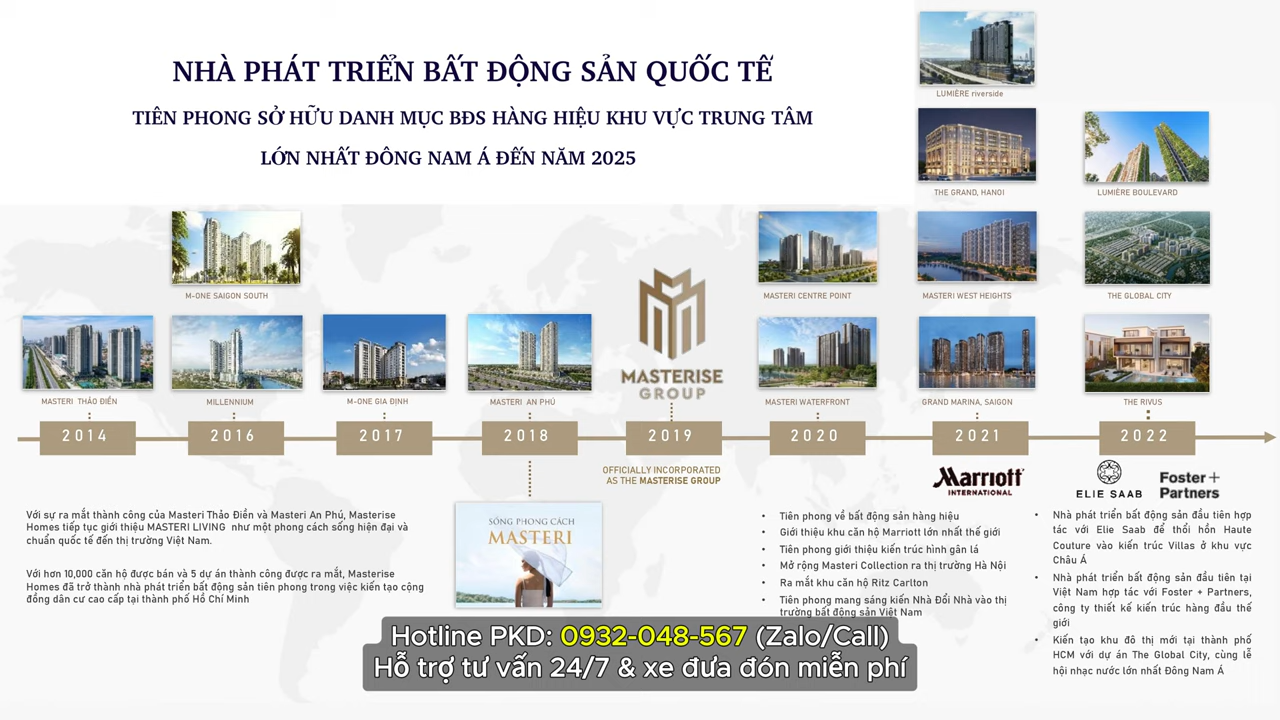 NHÀ PHÁT TRIỂN BẤT ĐỘNG SẢN QUỐC TẾ
TIÊN PHONG SỞ HỮU DANH MỤC BĐS HÀNG HIỆU KHU VỰC TRUNG TÂM
LỚN NHẤT ĐÔNG NAM Á ĐẾN NĂM 2025
LUMIÈRE riverside
THE GRAND, HANOI
LUMIÈRE BOULEVARD
M-ONE SAIGON SOUTH
MASTERI CENTRE POINT
MASTERI WEST HEIGHTS
THE GLOBAL CITY
MASTERISE
GROUP
MASTERI THẢO ĐIỀN
MILLENNIUM
M-ONE GIA ĐỊNH
MASTERI AN PHÚ
MASTERI WATERFRONT
GRAND MARINA, SAIGON
THE RIVUS
2014
2016
2017
2018
2019
2020
2021
2022
OFFICIALLY INCORPORATED
AS THE MASTERISE GROUP
Marriott
INTERNATIONAL
ELIE SAAB
Foster +
Partners
Với sự ra mắt thành công của Masteri Thảo Điền và Masteri An Phú, Masterise
Homes tiếp tục giới thiệu MASTERI LIVING như một phong cách sống hiện đại và
chuẩn quốc tế đến thị trường Việt Nam.
Với hơn 10,000 căn hộ được bán và 5 dự án thành công được ra mắt, Masterise
Homes đã trở thành nhà phát triển bất động sản tiên phong trong việc kiến tạo cộng
đồng dân cư cao cấp tại thành phố Hồ Chí Minh
SỐNG PHONG CÁCH
MASTERI
• Tiên phong về bất động sản hàng hiệu
• Giới thiệu khu căn hộ Marriott lớn nhất thế giới
• Tiên phong giới thiệu kiến trúc hình gân lá
• Mở rộng Masteri Collection ra thị trường Hà Nội
• Ra mắt khu căn hộ Ritz Carlton
• Tiên phong mang sáng kiến Nhà Đổi Nhà vào thị
trường bất động sản Việt Nam
• Nhà phát triển bất động sản đầu tiên hợp
tác với Elie Saab để thổi hồn Haute
Couture vào kiến trúc Villas ở khu vực
Châu Á
• Nhà phát triển bất động sản đầu tiên tại
Việt Nam hợp tác với Foster + Partners,
công ty thiết kế kiến trúc hàng đầu thế
giới
• Kiến tạo khu đô thị mới tại thành phố
HCM với dự án The Global City, cùng lễ
hội nhạc nước lớn nhất Đông Nam Á
Hotline PKD: 0932-048-567 (Zalo/Call)
Hỗ trợ tư vấn 24/7 & xe đưa đón miễn phí